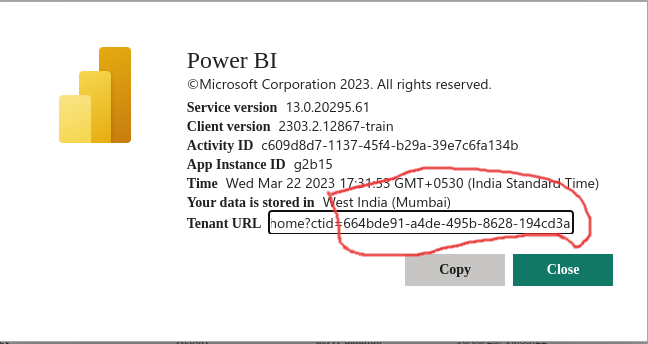 Power BI
©Microsoft Corporation 2023. All rights reserved.
Service version 13.0.20295.61
Client version 2303.2.12867-train
Activity ID c609d8d7-1137-45f4-b29a-39e7c6fa134b
App Instance ID g2b15
Time Wed Mar 22 2023 17:31:53 GMT+0530 (India Standard Time)
Your data is stored in West India (Mumbai)
Tenant URL home?ctid=664bde91-a4de-495b-8628-194cd3a
Copy Close